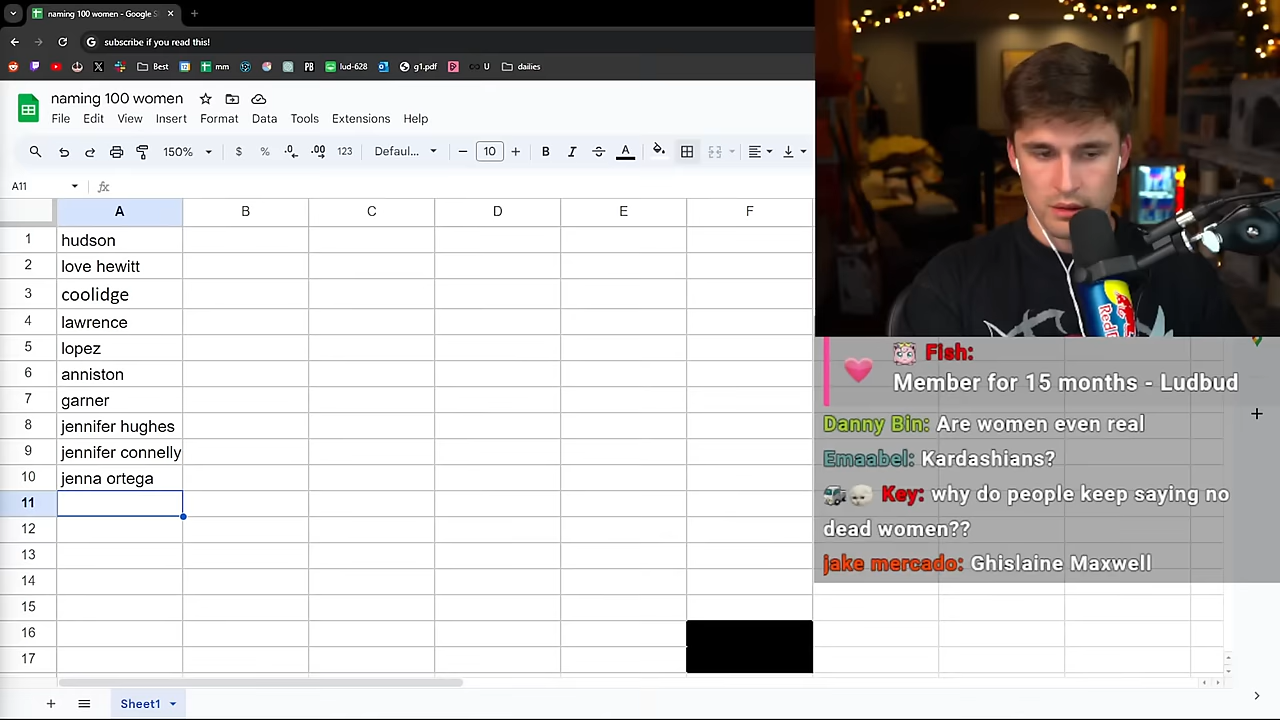 naming 100 women - Google S
subscribe if you read this!
Best
mm
PB
lud-628
g1.pdf
U
dailies
naming 100 women
File Edit View Insert Format Data Tools Extensions Help
150% $ % .0 .00 123 Defaul... 10 B I S A
A11 fx
A B C D E F
1 hudson
2 love hewitt
3 coolidge
4 lawrence
5 lopez
6 anniston
7 garner
8 jennifer hughes
9 jennifer connelly
10 jenna ortega
11
12
13
14
15
16
17
Sheet1
Fish:
Member for 15 months - Ludbud
Danny Bin: Are women even real
Emaabel: Kardashians?
Key: why do people keep saying no
dead women??
jake mercado: Ghislaine Maxwell
RedBull